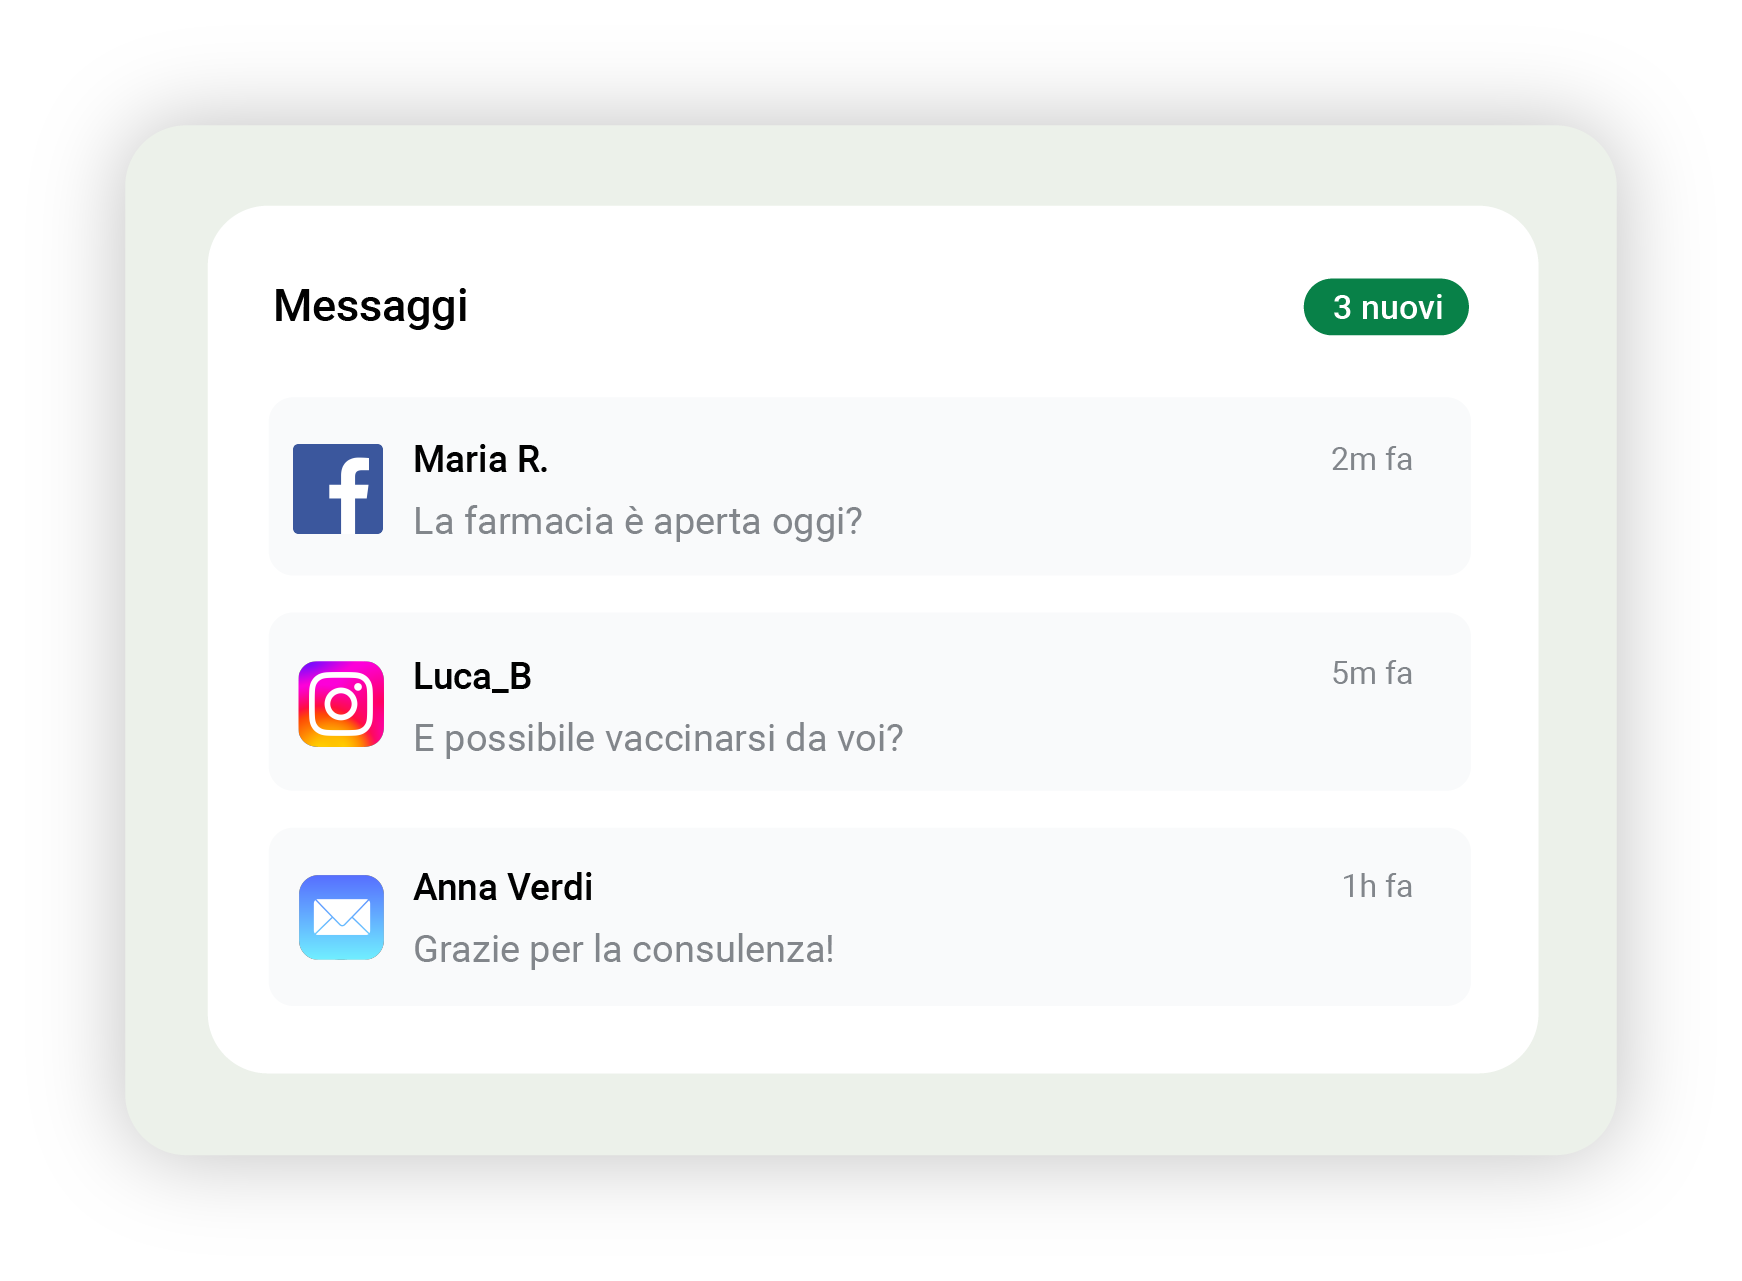 Messaggi
3 nuovi
Maria R.
2m fa
La farmacia è aperta oggi?
Luca_B
5m fa
E possibile vaccinarsi da voi?
Anna Verdi
1h fa
Grazie per la consulenza!